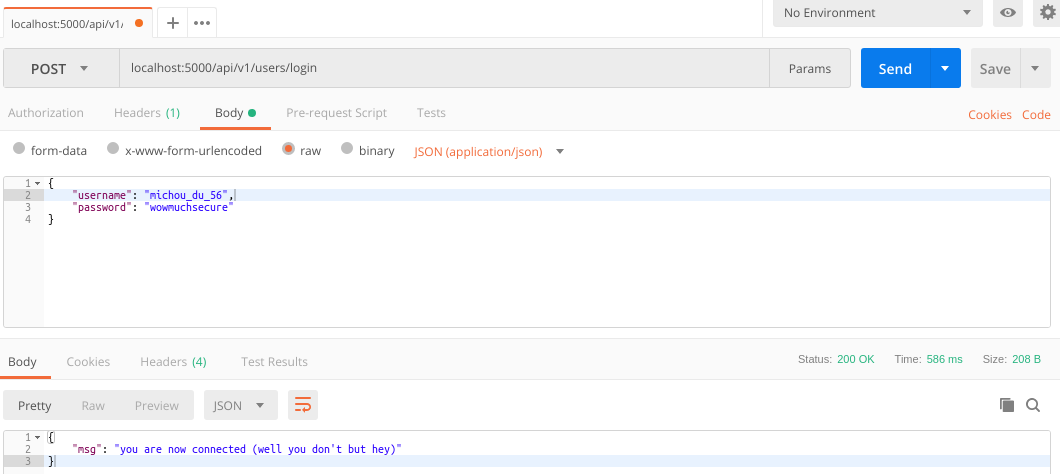 localhost:5000/api/v1/ No Environment
POST localhost:5000/api/v1/users/login Params Send Save
Authorization Headers (1) Body Pre-request Script Tests Cookies Code
form-data x-www-form-urlencoded raw binary JSON (application/json)
1 {
2 "username": "michou_du_56",
3 "password": "wowmuchsecure"
4 }
Body Cookies Headers (4) Test Results Status: 200 OK Time: 586 ms Size: 208 B
Pretty Raw Preview JSON
1 {
2 "msg": "you are now connected (well you don't but hey)"
3 }